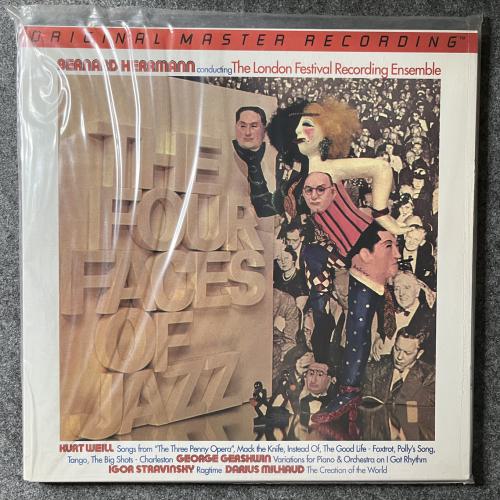 ORIGINAL MASTER RECORDING™
BERNARD HERRMANN conducting The London Festival Recording Ensemble
THE
FOUR
FACES
OF
JAZZ
KURT WEILL Songs from "The Three Penny Opera", Mack the Knife, Instead Of, The Good Life · Foxtrot, Polly's Song,
Tango, The Big Shots · Charleston GEORGE GERSHWIN Variations for Piano & Orchestra on I Got Rhythm
IGOR STRAVINSKY Ragtime DARIUS MILHAUD The Creation of the World